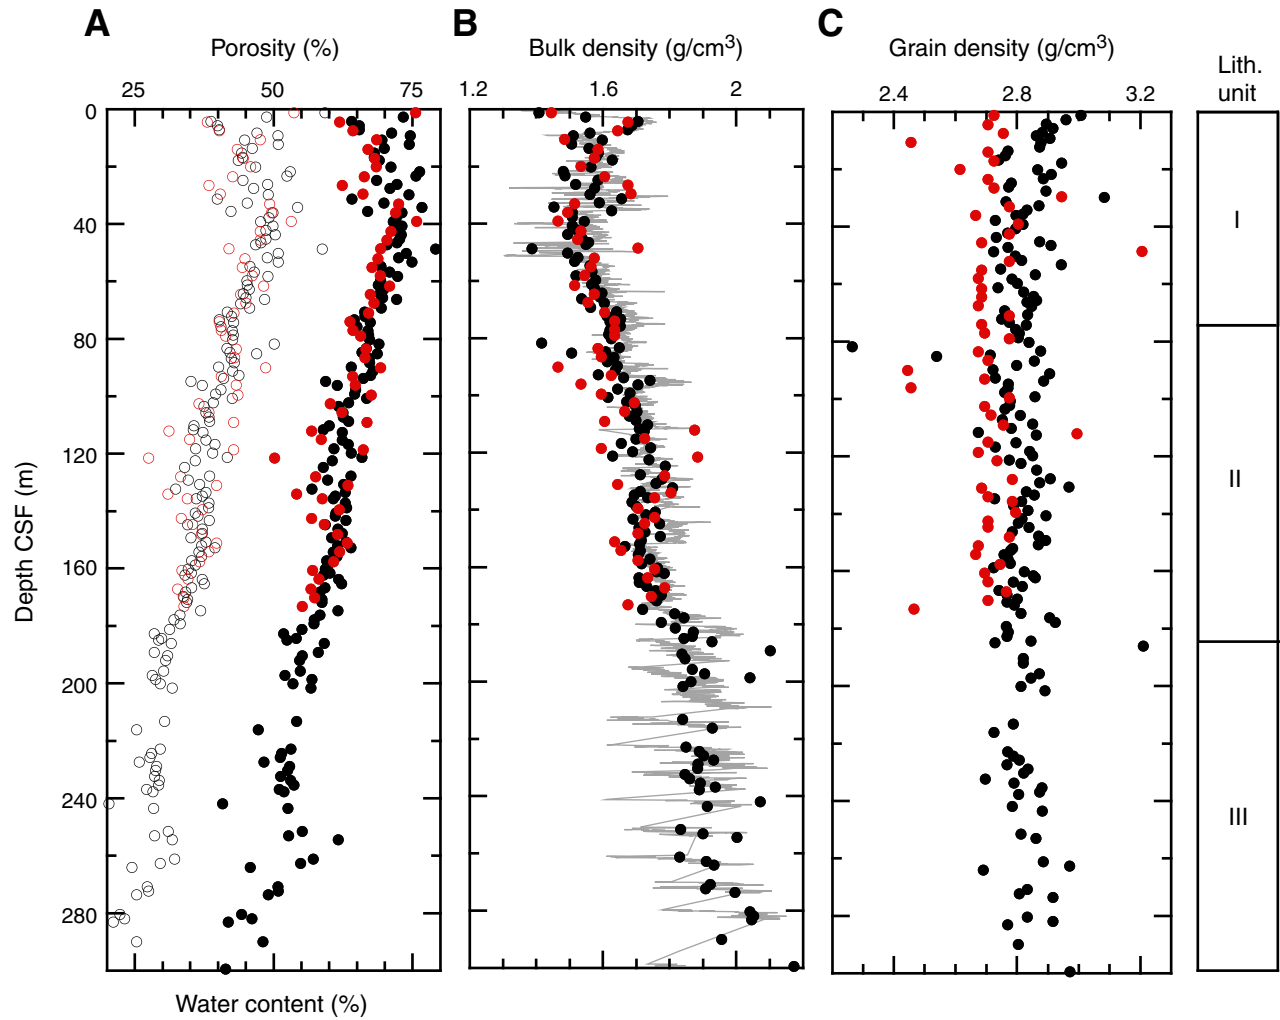 A
B
C
Porosity (%)
Bulk density (g/cm3)
Grain density (g/cm3)
Lith.
unit
25 50 75
1.2 1.6 2
2.4 2.8 3.2
0
40
80
120
160
200
240
280
Depth CSF (m)
I
II
III
Water content (%)